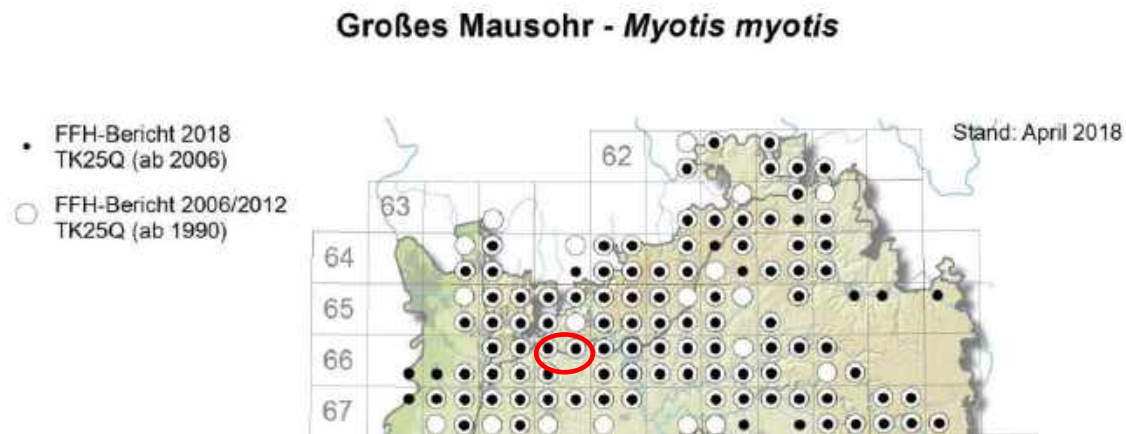 Großes Mausohr - Myotis myotis
FFH-Bericht 2018
TK25Q (ab 2006)
Stand: April 2018
FFH-Bericht 2006/2012
TK25Q (ab 1990)
62
63
64
65
66
67